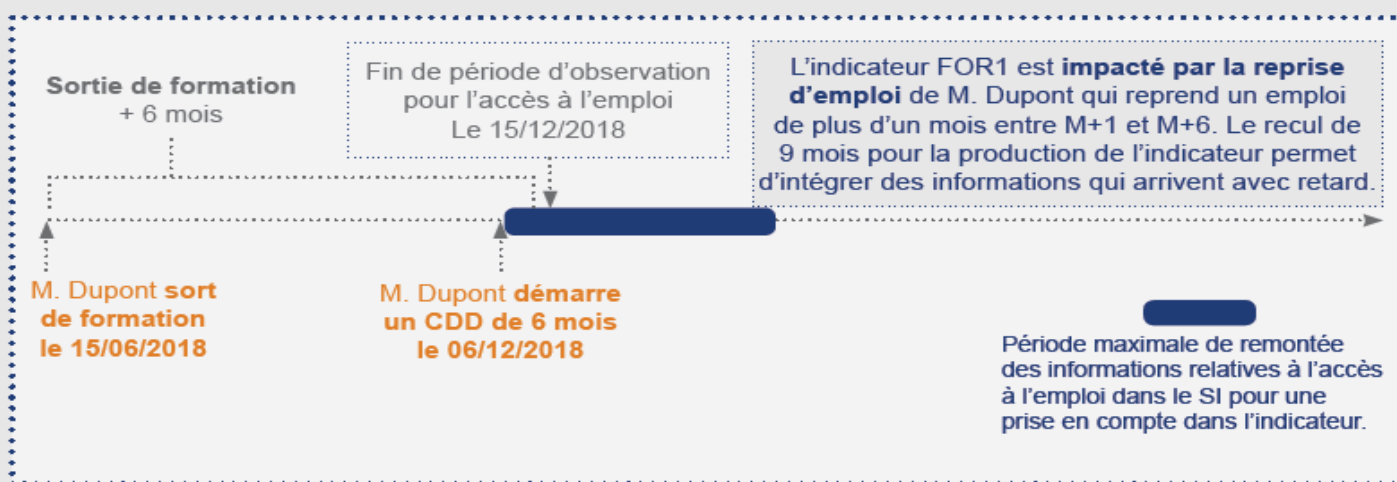 Sortie de formation
+ 6 mois
Fin de période d’observation
pour l’accès à l’emploi
Le 15/12/2018
L’indicateur FOR1 est impacté par la reprise
d’emploi de M. Dupont qui reprend un emploi
de plus d’un mois entre M+1 et M+6. Le recul de
9 mois pour la production de l’indicateur permet
d’intégrer des informations qui arrivent avec retard.
M. Dupont sort
de formation
le 15/06/2018
M. Dupont démarre
un CDD de 6 mois
le 06/12/2018
Période maximale de remontée
des informations relatives à l’accès
à l’emploi dans le SI pour une
prise en compte dans l’indicateur.